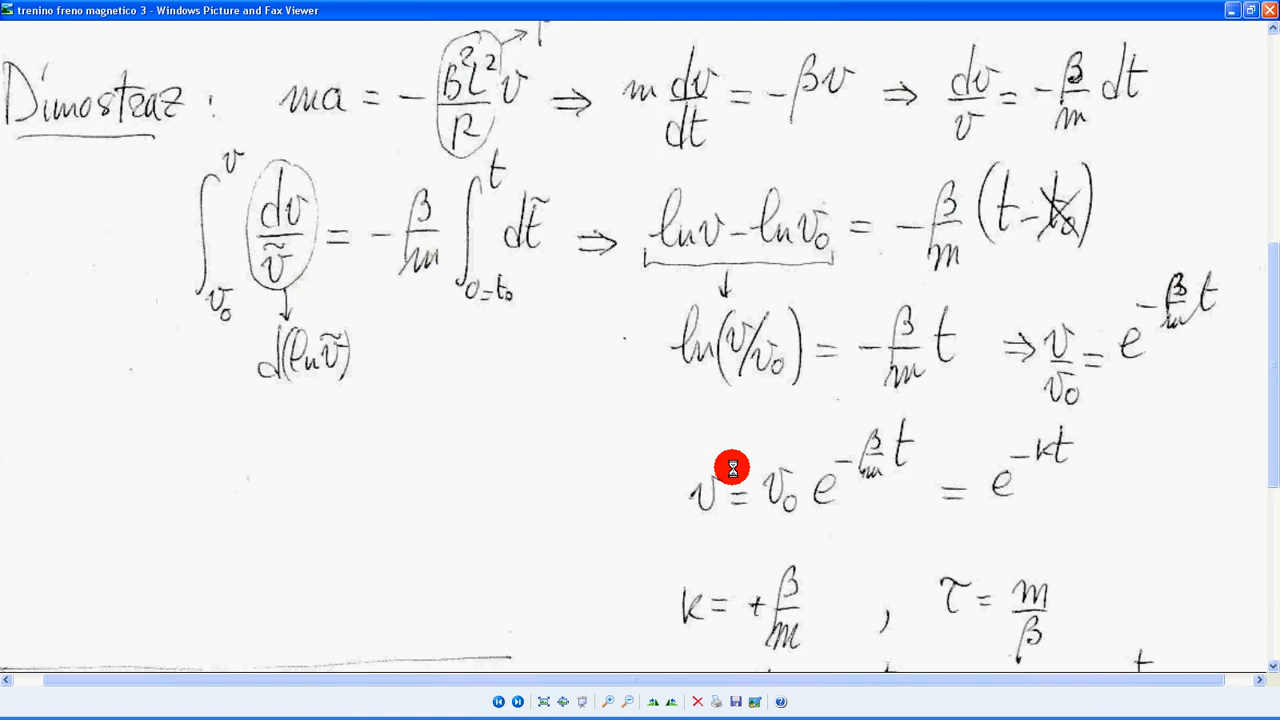 trenino freno magnetico 3 - Windows Picture and Fax Viewer
Dimostraz : ma = - B²L²/R v ⇒ m dv/dt = -βv ⇒ dv/v = - β/m dt
∫_{v₀}^{v} dv/ṽ = - β/m ∫_{0=t₀}^{t} dt̃ ⇒ ln v - ln v₀ = - β/m (t - t₀)
d(ln ṽ)
ln(v/v₀) = - β/m t ⇒ v/v₀ = e^{- β/m t}
v = v₀ e^{- β/m t} = e^{-kt}
k = + β/m , τ = m/β